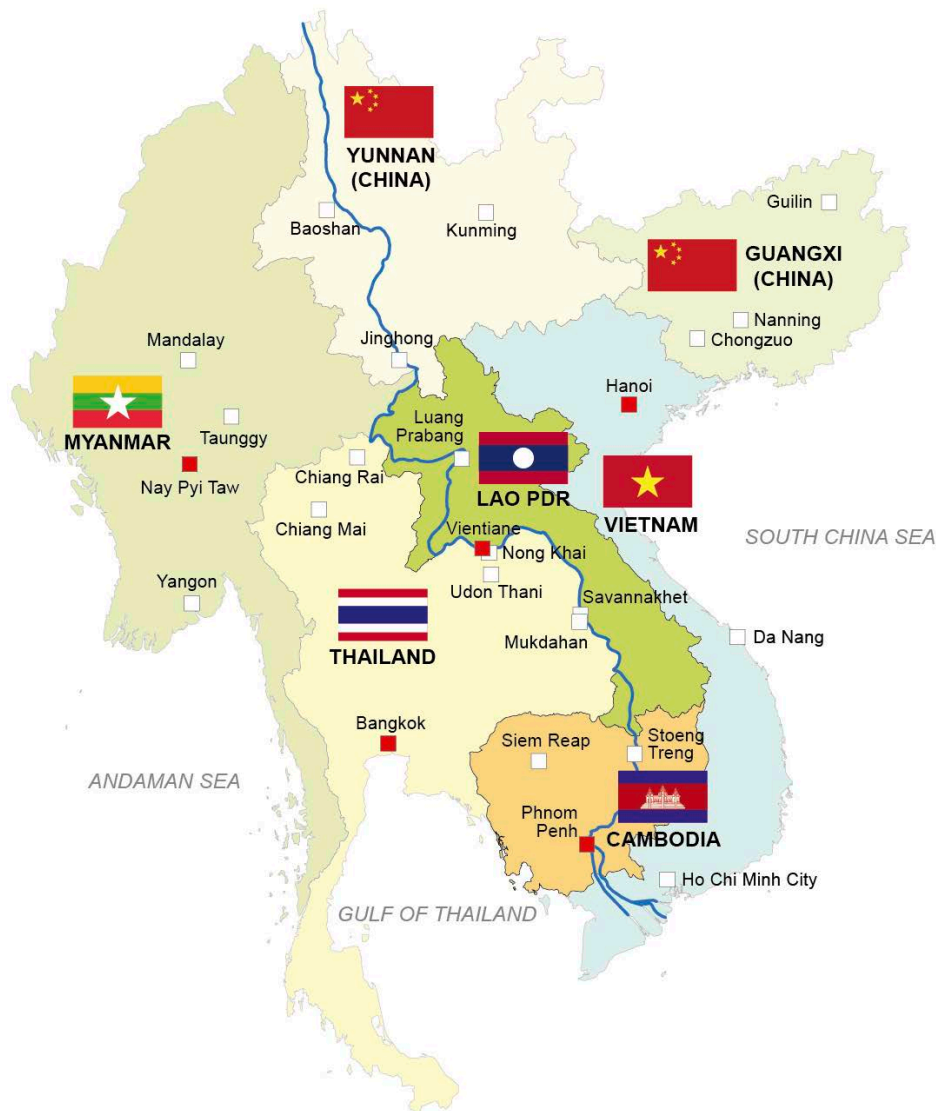 YUNNAN
(CHINA)
Baoshan
Kunming
Guilin
GUANGXI
(CHINA)
Nanning
Chongzuo
Jinghong
Mandalay
Hanoi
Luang
Prabang
MYANMAR
Taunggy
Nay Pyi Taw
Chiang Rai
LAO PDR
VIETNAM
Chiang Mai
Vientiane
Nong Khai
SOUTH CHINA SEA
Yangon
Udon Thani
Savannakhet
THAILAND
Mukdahan
Da Nang
Bangkok
Siem Reap
Stoeng
Treng
ANDAMAN SEA
Phnom
Penh
CAMBODIA
Ho Chi Minh City
GULF OF THAILAND